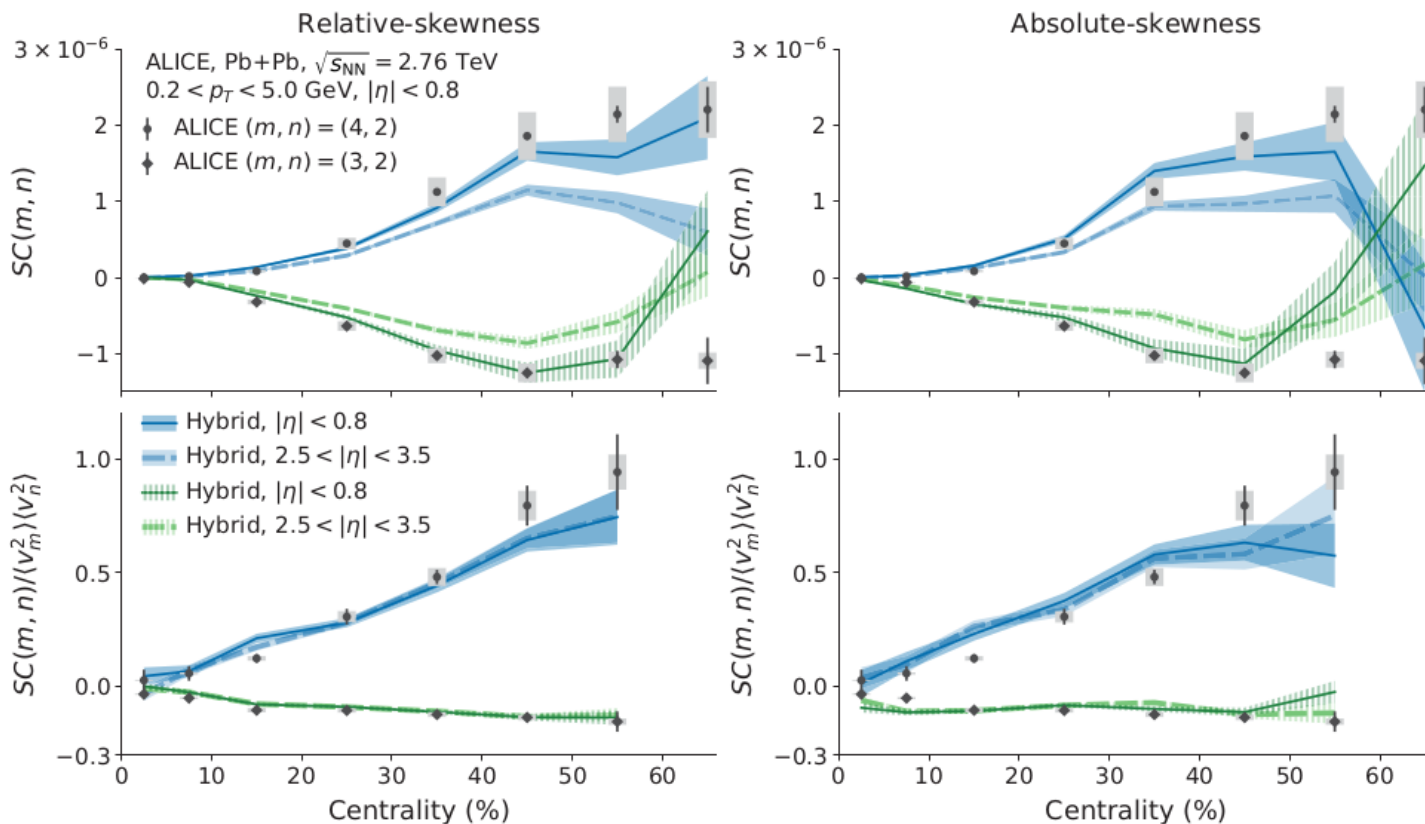 Relative-skewness
Absolute-skewness
3 × 10⁻⁶
2
1
0
−1
SC(m, n)
ALICE, Pb+Pb, √s_NN = 2.76 TeV
0.2 < p_T < 5.0 GeV, |η| < 0.8
ALICE (m, n) = (4, 2)
ALICE (m, n) = (3, 2)
3 × 10⁻⁶
2
1
0
−1
SC(m, n)
1.0
0.5
0.0
−0.3
SC(m, n)/⟨v_m^2⟩⟨v_n^2⟩
Hybrid, |η| < 0.8
Hybrid, 2.5 < |η| < 3.5
Hybrid, |η| < 0.8
Hybrid, 2.5 < |η| < 3.5
0 10 20 30 40 50 60
Centrality (%)
1.0
0.5
0.0
−0.3
SC(m, n)/⟨v_m^2⟩⟨v_n^2⟩
0 10 20 30 40 50 60
Centrality (%)